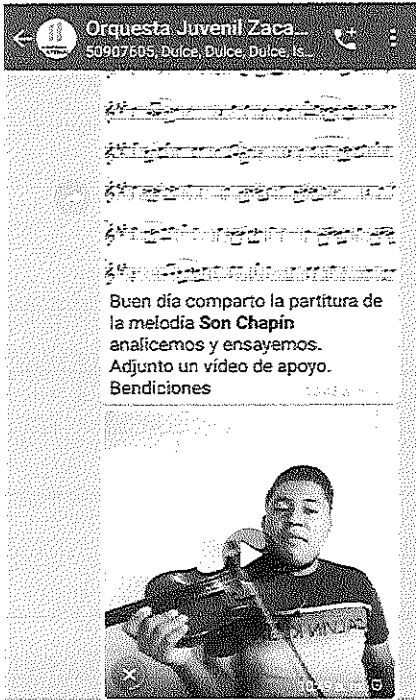 Orquesta Juvenil Zaca...
50907605, Dulce, Dulce, Dulce, Is...
Buen día comparto la partitura de
la melodía Son Chapín
analicemos y ensayemos.
Adjunto un vídeo de apoyo.
Bendiciones